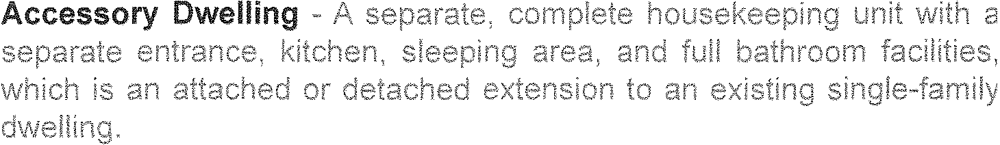 Accessory Dwelling - A separate, complete housekeeping unit with a
separate entrance, kitchen, sleeping area, and full bathroom facilities,
which is an attached or detached extension to an existing single-family
dwelling.